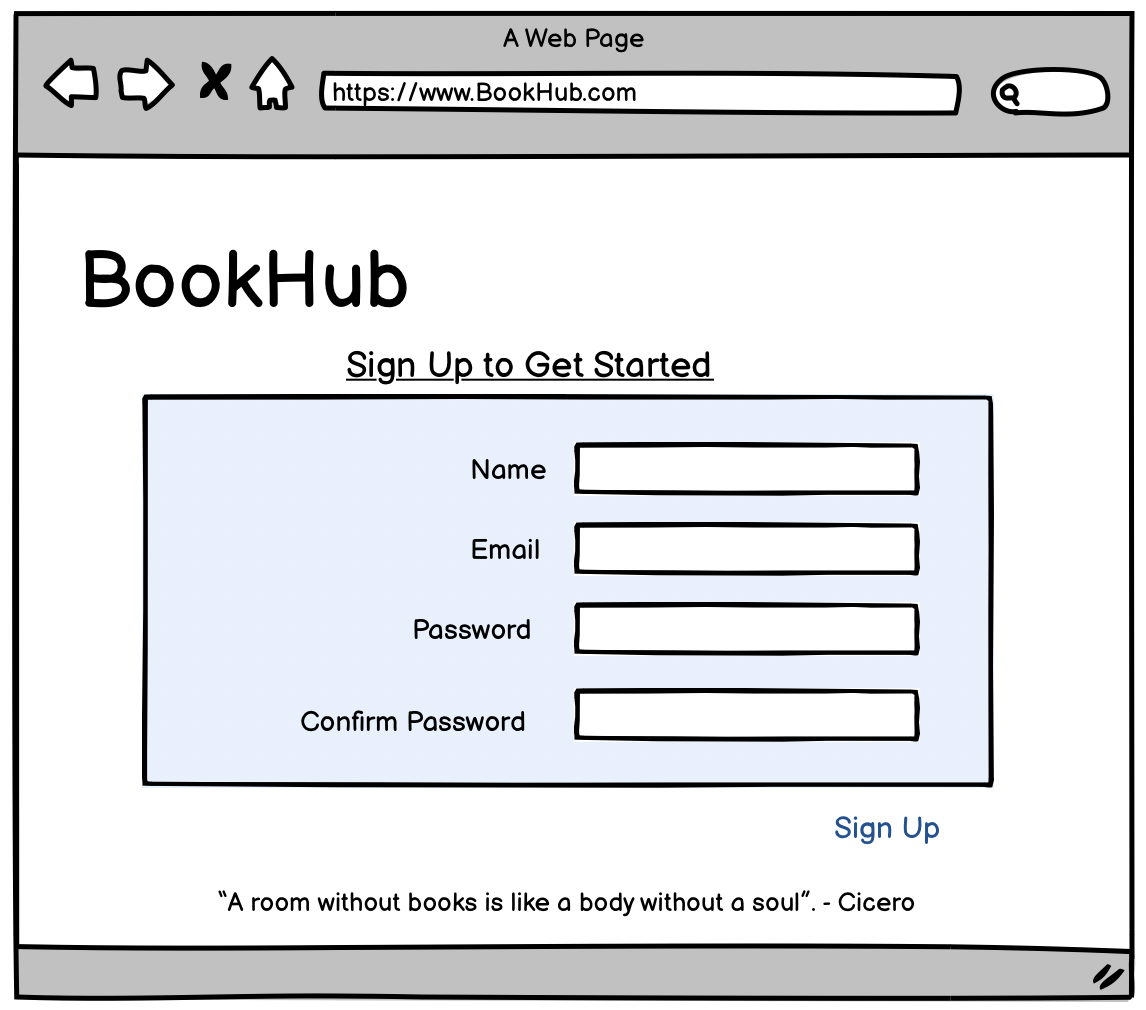 A Web Page
https://www.BookHub.com
BookHub
Sign Up to Get Started
Name
Email
Password
Confirm Password
Sign Up
“A room without books is like a body without a soul”. - Cicero